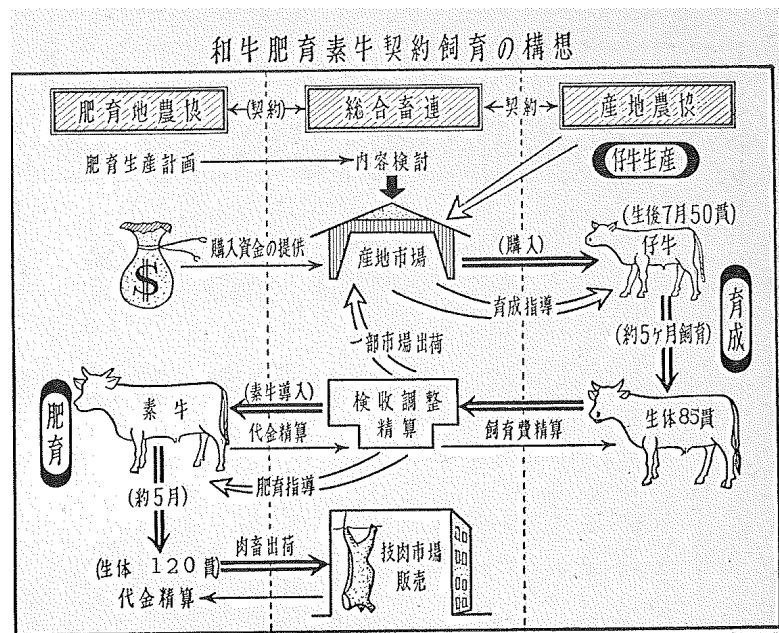 和牛肥育素牛契約飼育の構想
肥育地農協
(契約)
総合畜連
契約
産地農協
肥育生産計画
内容検討
仔牛生産
購入資金の提供
$
産地市場
(購入)
(生後7月50貫)
仔牛
育成指導
育成
(約5ヶ月飼育)
一部市場出荷
肥育
素牛
(素牛導入)
代金精算
検収調整
精算
飼育費精算
生体85貫
肥育指導
(約5月)
(生体 120貫)
肉畜出荷
代金精算
技肉市場
販売